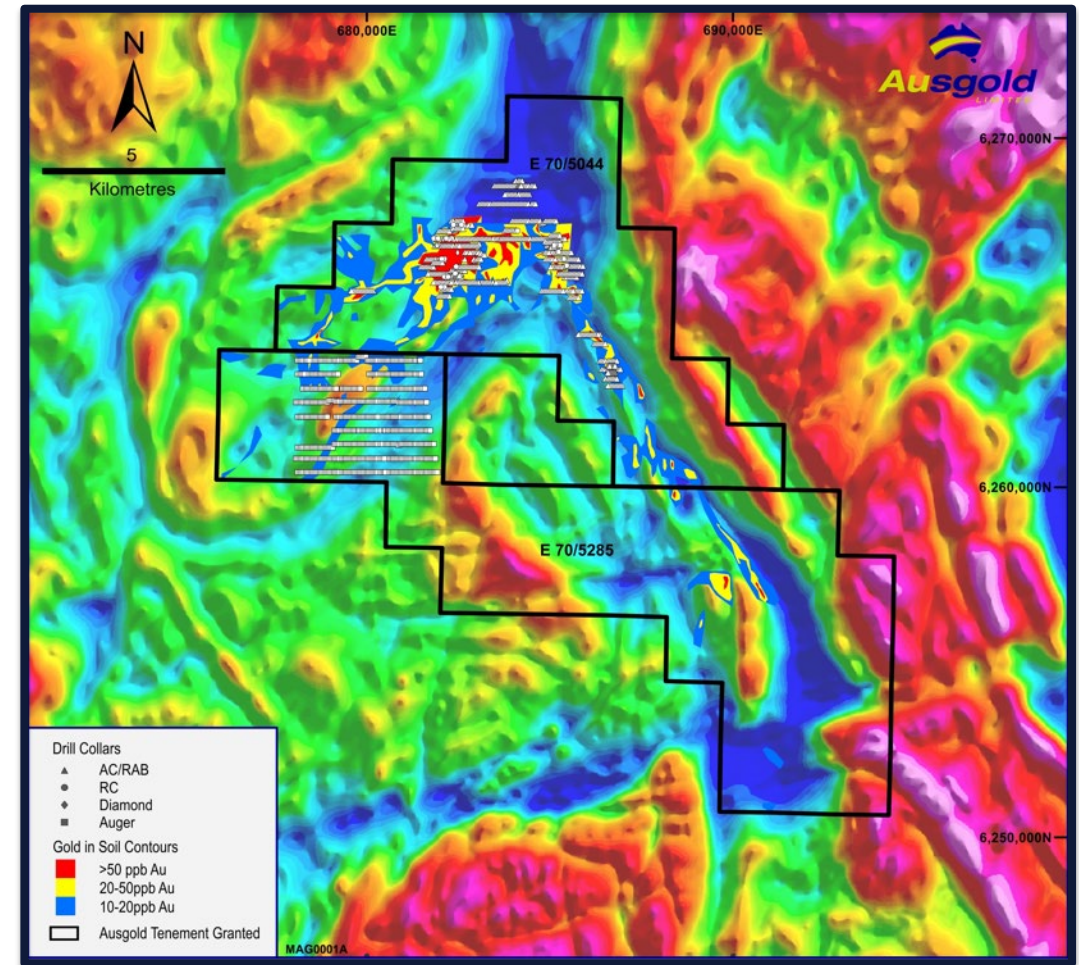 680,000E
690,000E
N
Ausgold
LIMITED
5
Kilometres
6,270,000N
E 70/5044
6,260,000N
E 70/5285
6,250,000N
Drill Collars
AC/RAB
RC
Diamond
Auger
Gold in Soil Contours
>50 ppb Au
20-50ppb Au
10-20ppb Au
Ausgold Tenement Granted
MAG0001A